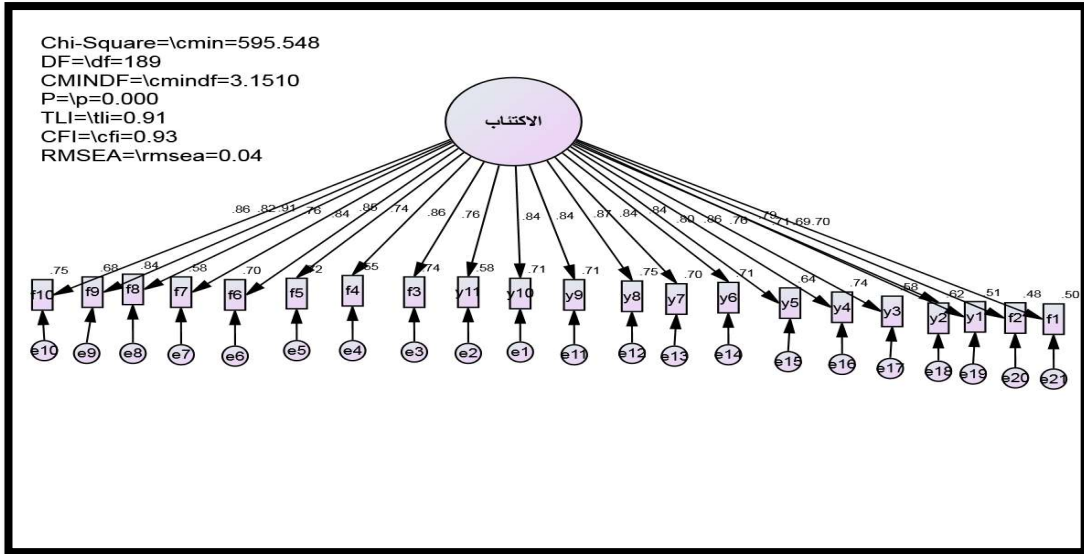 Chi-Square=\cmin=595.548
DF=\df=189
CMINDF=\cmindf=3.1510
P=\p=0.000
TLI=\tli=0.91
CFI=\cfi=0.93
RMSEA=\rmsea=0.04
الاكتئاب
.86 .82 .91 .76 .84 .85 .74 .86 .76 .84 .84 .87 .84 .84 .80 .86 .76 .79 .71 .69 .70
.75 .68 .84 .58 .70 .74 .58 .71 .71 .75 .70 .71 .64 .74 .58 .62 .51 .48 .50
f10 f9 f8 f7 f6 f5 f4 f3 y11 y10 y9 y8 y7 y6 y5 y4 y3 y2 y1 f2 f1
e10 e9 e8 e7 e6 e5 e4 e3 e2 e1 e11 e12 e13 e14 e15 e16 e17 e18 e19 e20 e21